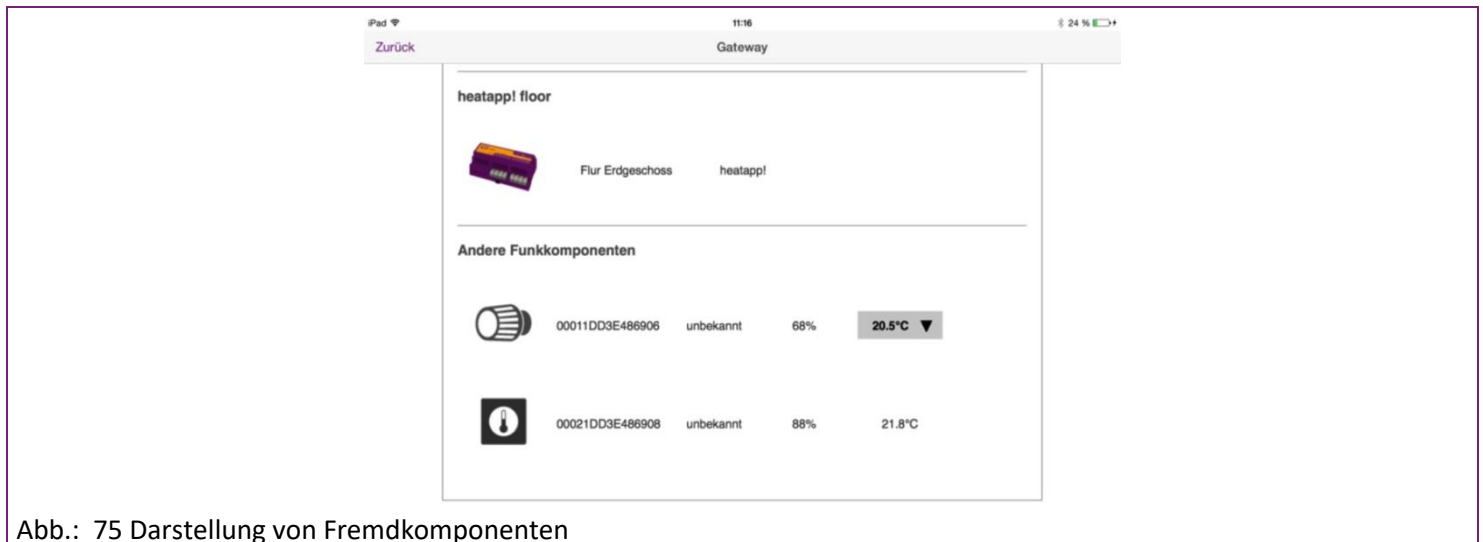 iPad 11:16 24 %
Zurück Gateway
heatapp! floor
Flur Erdgeschoss heatapp!
Andere Funkkomponenten
00011DD3E486906 unbekannt 68% 20.5°C ▼
00021DD3E486908 unbekannt 88% 21.8°C
Abb.: 75 Darstellung von Fremdkomponenten